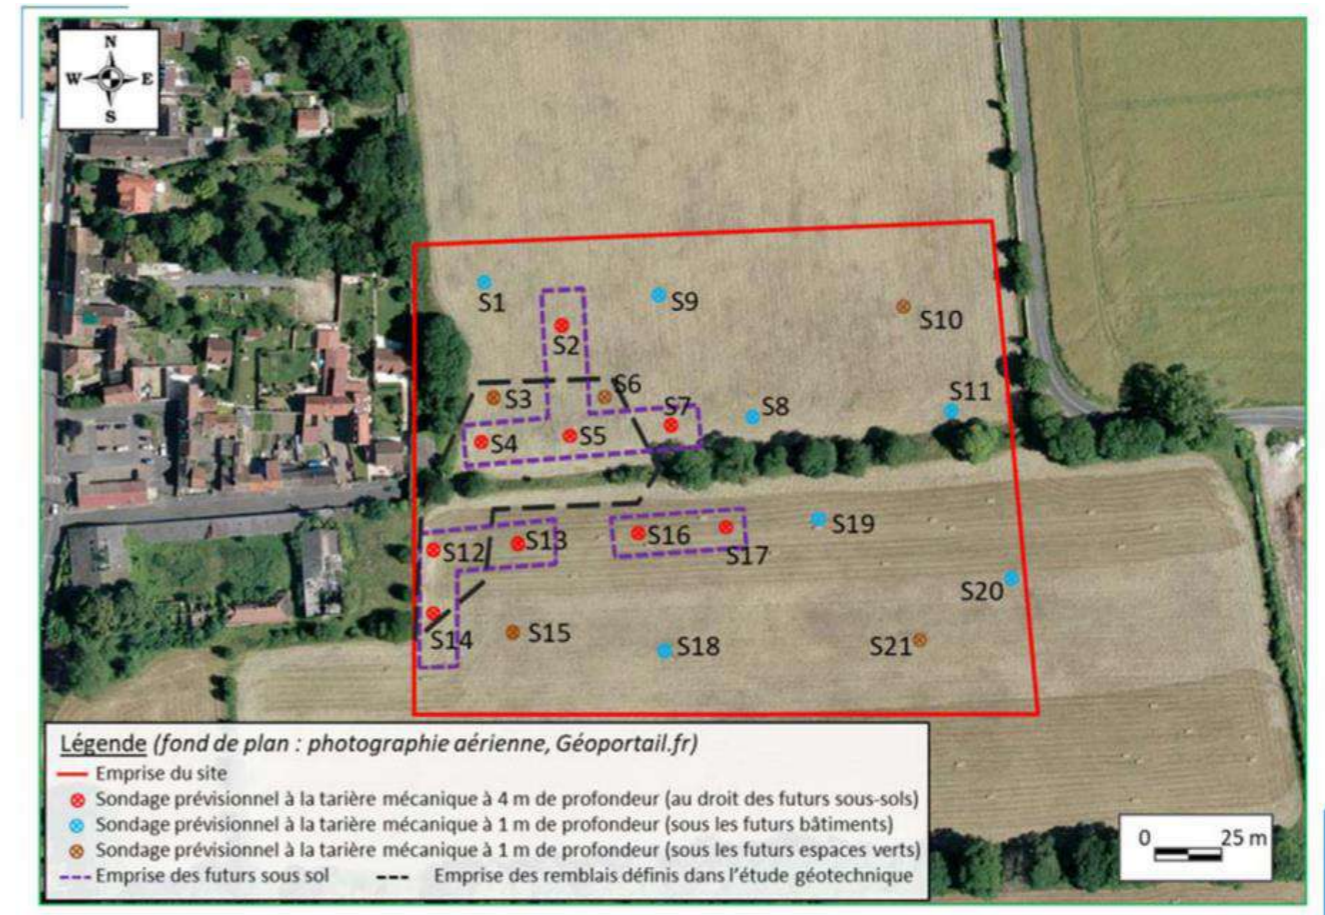 N
W E
S
S1
S9
S10
S2
S3
S6
S7
S8
S11
S4
S5
S12
S13
S16
S17
S19
S20
S14
S15
S18
S21
Légende (fond de plan : photographie aérienne, Géoportail.fr)
Emprise du site
Sondage prévisionnel à la tarière mécanique à 4 m de profondeur (au droit des futurs sous-sols)
Sondage prévisionnel à la tarière mécanique à 1 m de profondeur (sous les futurs bâtiments)
Sondage prévisionnel à la tarière mécanique à 1 m de profondeur (sous les futurs espaces verts)
Emprise des futurs sous sol Emprise des remblais définis dans l'étude géotechnique
0 25 m